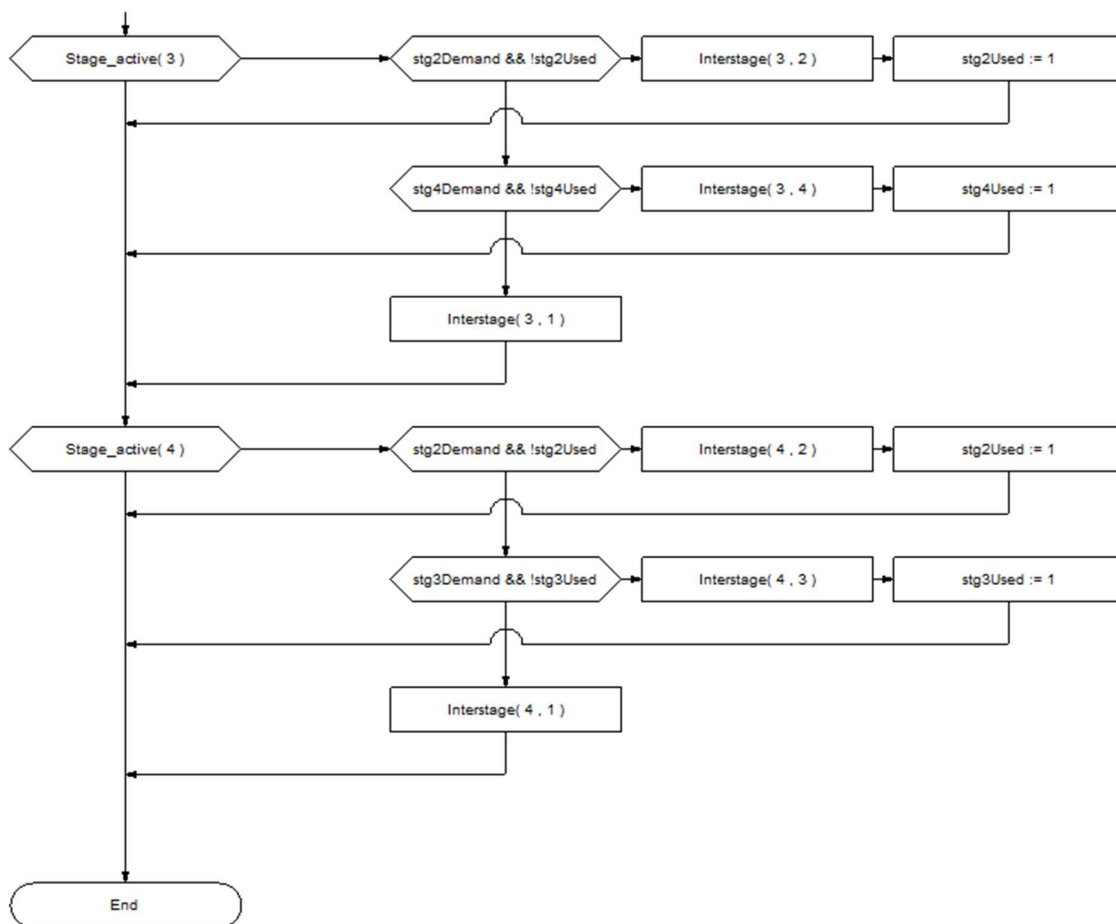 Stage_active( 3 )
stg2Demand && !stg2Used
Interstage( 3 , 2 )
stg2Used := 1
stg4Demand && !stg4Used
Interstage( 3 , 4 )
stg4Used := 1
Interstage( 3 , 1 )
Stage_active( 4 )
stg2Demand && !stg2Used
Interstage( 4 , 2 )
stg2Used := 1
stg3Demand && !stg3Used
Interstage( 4 , 3 )
stg3Used := 1
Interstage( 4 , 1 )
End